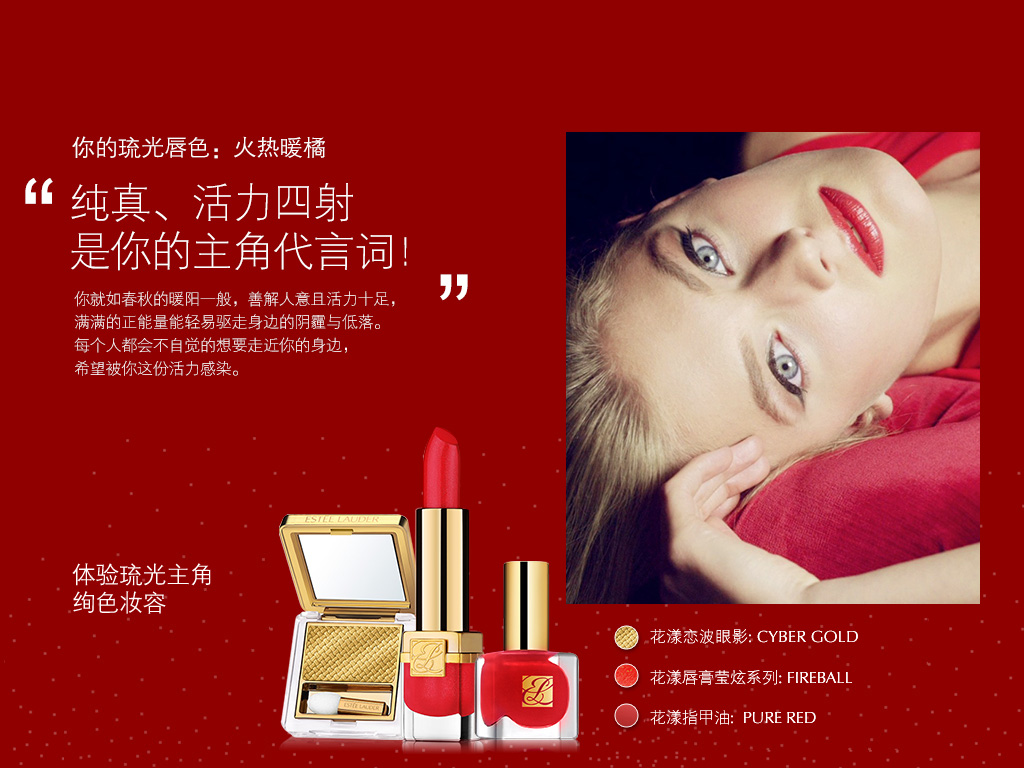 你的琉光唇色：火热暖橘
“纯真、活力四射
是你的主角代言词！”
你就如春秋的暖阳一般，善解人意且活力十足，
满满的正能量能轻易驱走身边的阴霾与低落。
每个人都会不自觉的想要走近你的身边，
希望被你这份活力感染。
体验琉光主角
绚色妆容
ESTEE LAUDER
ESTEE LAUDER
花漾恋波眼影: CYBER GOLD
花漾唇膏莹炫系列: FIREBALL
花漾指甲油: PURE RED